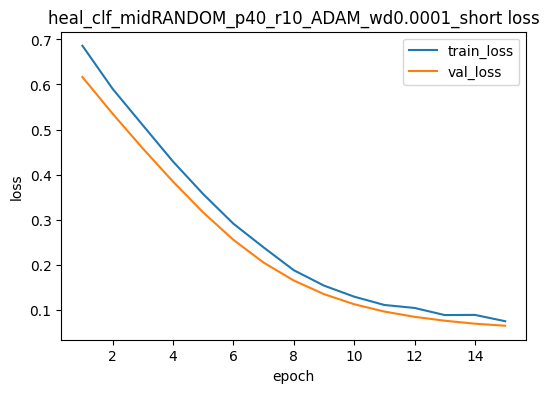 heal_clf_midRANDOM_p40_r10_ADAM_wd0.0001_short loss
train_loss
val_loss
0.7
0.6
0.5
0.4
0.3
0.2
0.1
loss
2 4 6 8 10 12 14
epoch